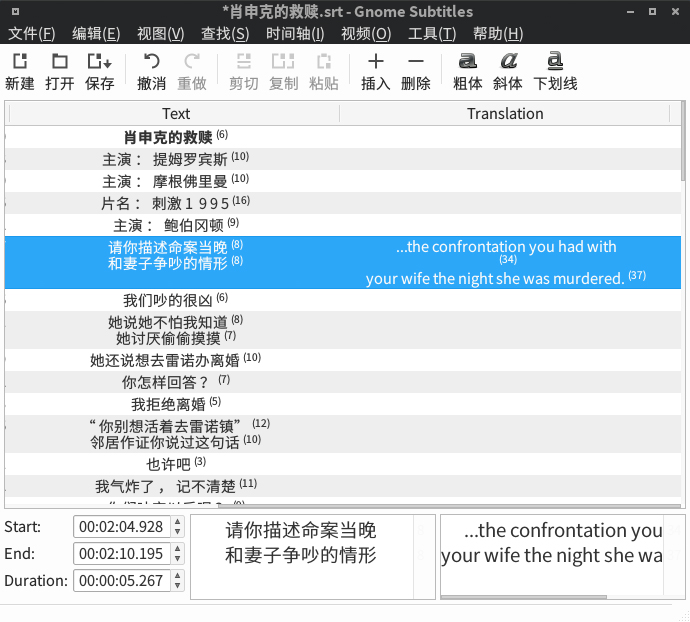 *肖申克的救赎.srt - Gnome Subtitles
文件(F) 编辑(E) 视图(V) 查找(S) 时间轴(I) 视频(O) 工具(T) 帮助(H)
新建 打开 保存 撤消 重做 剪切 复制 粘贴 插入 删除 粗体 斜体 下划线
Text Translation
肖申克的救赎 (6)
主演： 提姆罗宾斯 (10)
主演： 摩根佛里曼 (10)
片名： 刺激１９９５ (16)
主演： 鲍伯冈顿 (9)
请你描述命案当晚 (8)
和妻子争吵的情形 (8)
...the confrontation you had with
(34)
your wife the night she was murdered. (37)
我们吵的很凶 (6)
她说她不怕我知道 (8)
她讨厌偷偷摸摸 (7)
她还说想去雷诺办离婚 (10)
你怎样回答？ (7)
我拒绝离婚 (5)
“你别想活着去雷诺镇” (12)
邻居作证你说过这句话 (10)
也许吧 (3)
我气炸了， 记不清楚 (11)
Start: 00:02:04.928
End: 00:02:10.195
Duration: 00:00:05.267
请你描述命案当晚
和妻子争吵的情形
...the confrontation you
your wife the night she wa